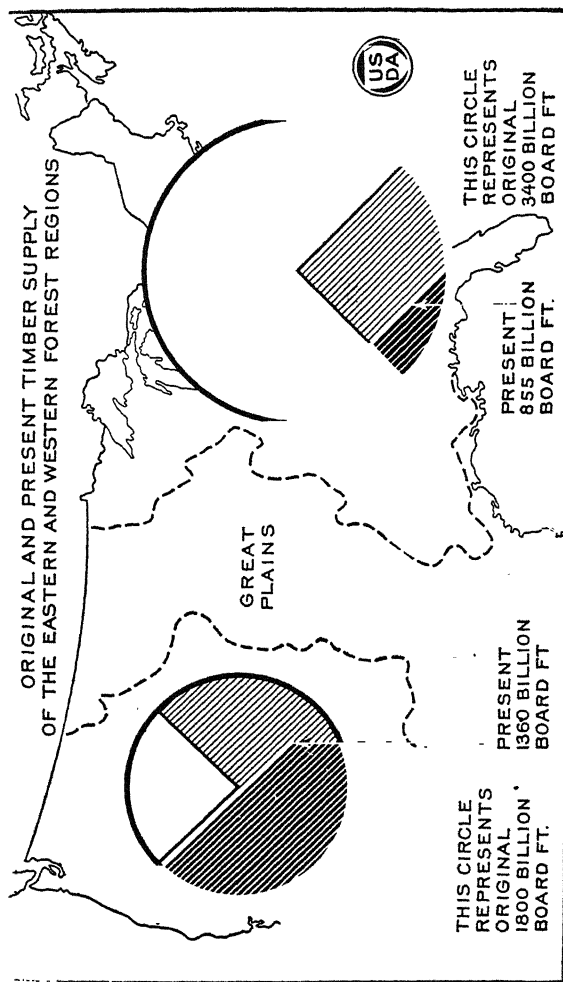 ORIGINAL AND PRESENT TIMBER SUPPLY
OF THE EASTERN AND WESTERN FOREST REGIONS
GREAT
PLAINS
US
DA
THIS CIRCLE
REPRESENTS
ORIGINAL
1800 BILLION
BOARD FT.
PRESENT
1360 BILLION
BOARD FT
PRESENT
855 BILLION
BOARD FT.
THIS CIRCLE
REPRESENTS
ORIGINAL
3400 BILLION
BOARD FT